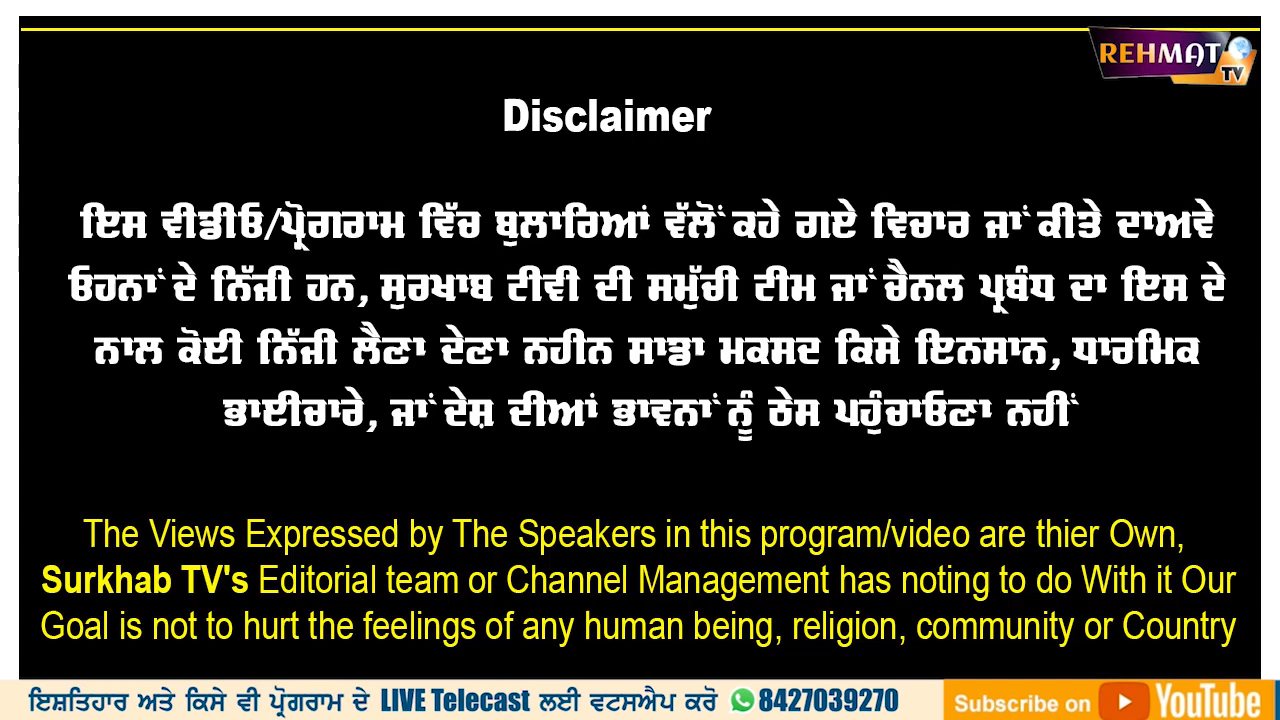 REHMAT
TV
Disclaimer
ਇਸ ਵੀਡੀਓ/ਪ੍ਰੋਗਰਾਮ ਵਿੱਚ ਬੁਲਾਰਿਆਂ ਵੱਲੋਂ ਕਹੇ ਗਏ ਵਿਚਾਰ ਜਾਂ ਕੀਤੇ ਦਾਅਵੇ
ਓਹਨਾਂ ਦੇ ਨਿੱਜੀ ਹਨ, ਸੁਰਖਾਬ ਟੀਵੀ ਦੀ ਸਮੁੱਚੀ ਟੀਮ ਜਾਂ ਚੈਨਲ ਪ੍ਰਬੰਧ ਦਾ ਇਸ ਦੇ
ਨਾਲ ਕੋਈ ਨਿੱਜੀ ਲੈਣਾ ਦੇਣਾ ਨਹੀਨ ਸਾਡਾ ਮਕਸਦ ਕਿਸੇ ਇਨਸਾਨ, ਧਾਰਮਿਕ
ਭਾਈਚਾਰੇ, ਜਾਂ ਦੇਸ਼ ਦੀਆਂ ਭਾਵਨਾਂ ਨੂੰ ਠੇਸ ਪਹੁੰਚਾਓਣਾ ਨਹੀਂ
The Views Expressed by The Speakers in this program/video are thier Own,
Surkhab TV's Editorial team or Channel Management has noting to do With it Our
Goal is not to hurt the feelings of any human being, religion, community or Country
ਇਸ਼ਤਿਹਾਰ ਅਤੇ ਕਿਸੇ ਵੀ ਪ੍ਰੋਗਰਾਮ ਦੇ LIVE Telecast ਲਈ ਵਟਸਐਪ ਕਰੋ 8427039270
Subscribe on YouTube